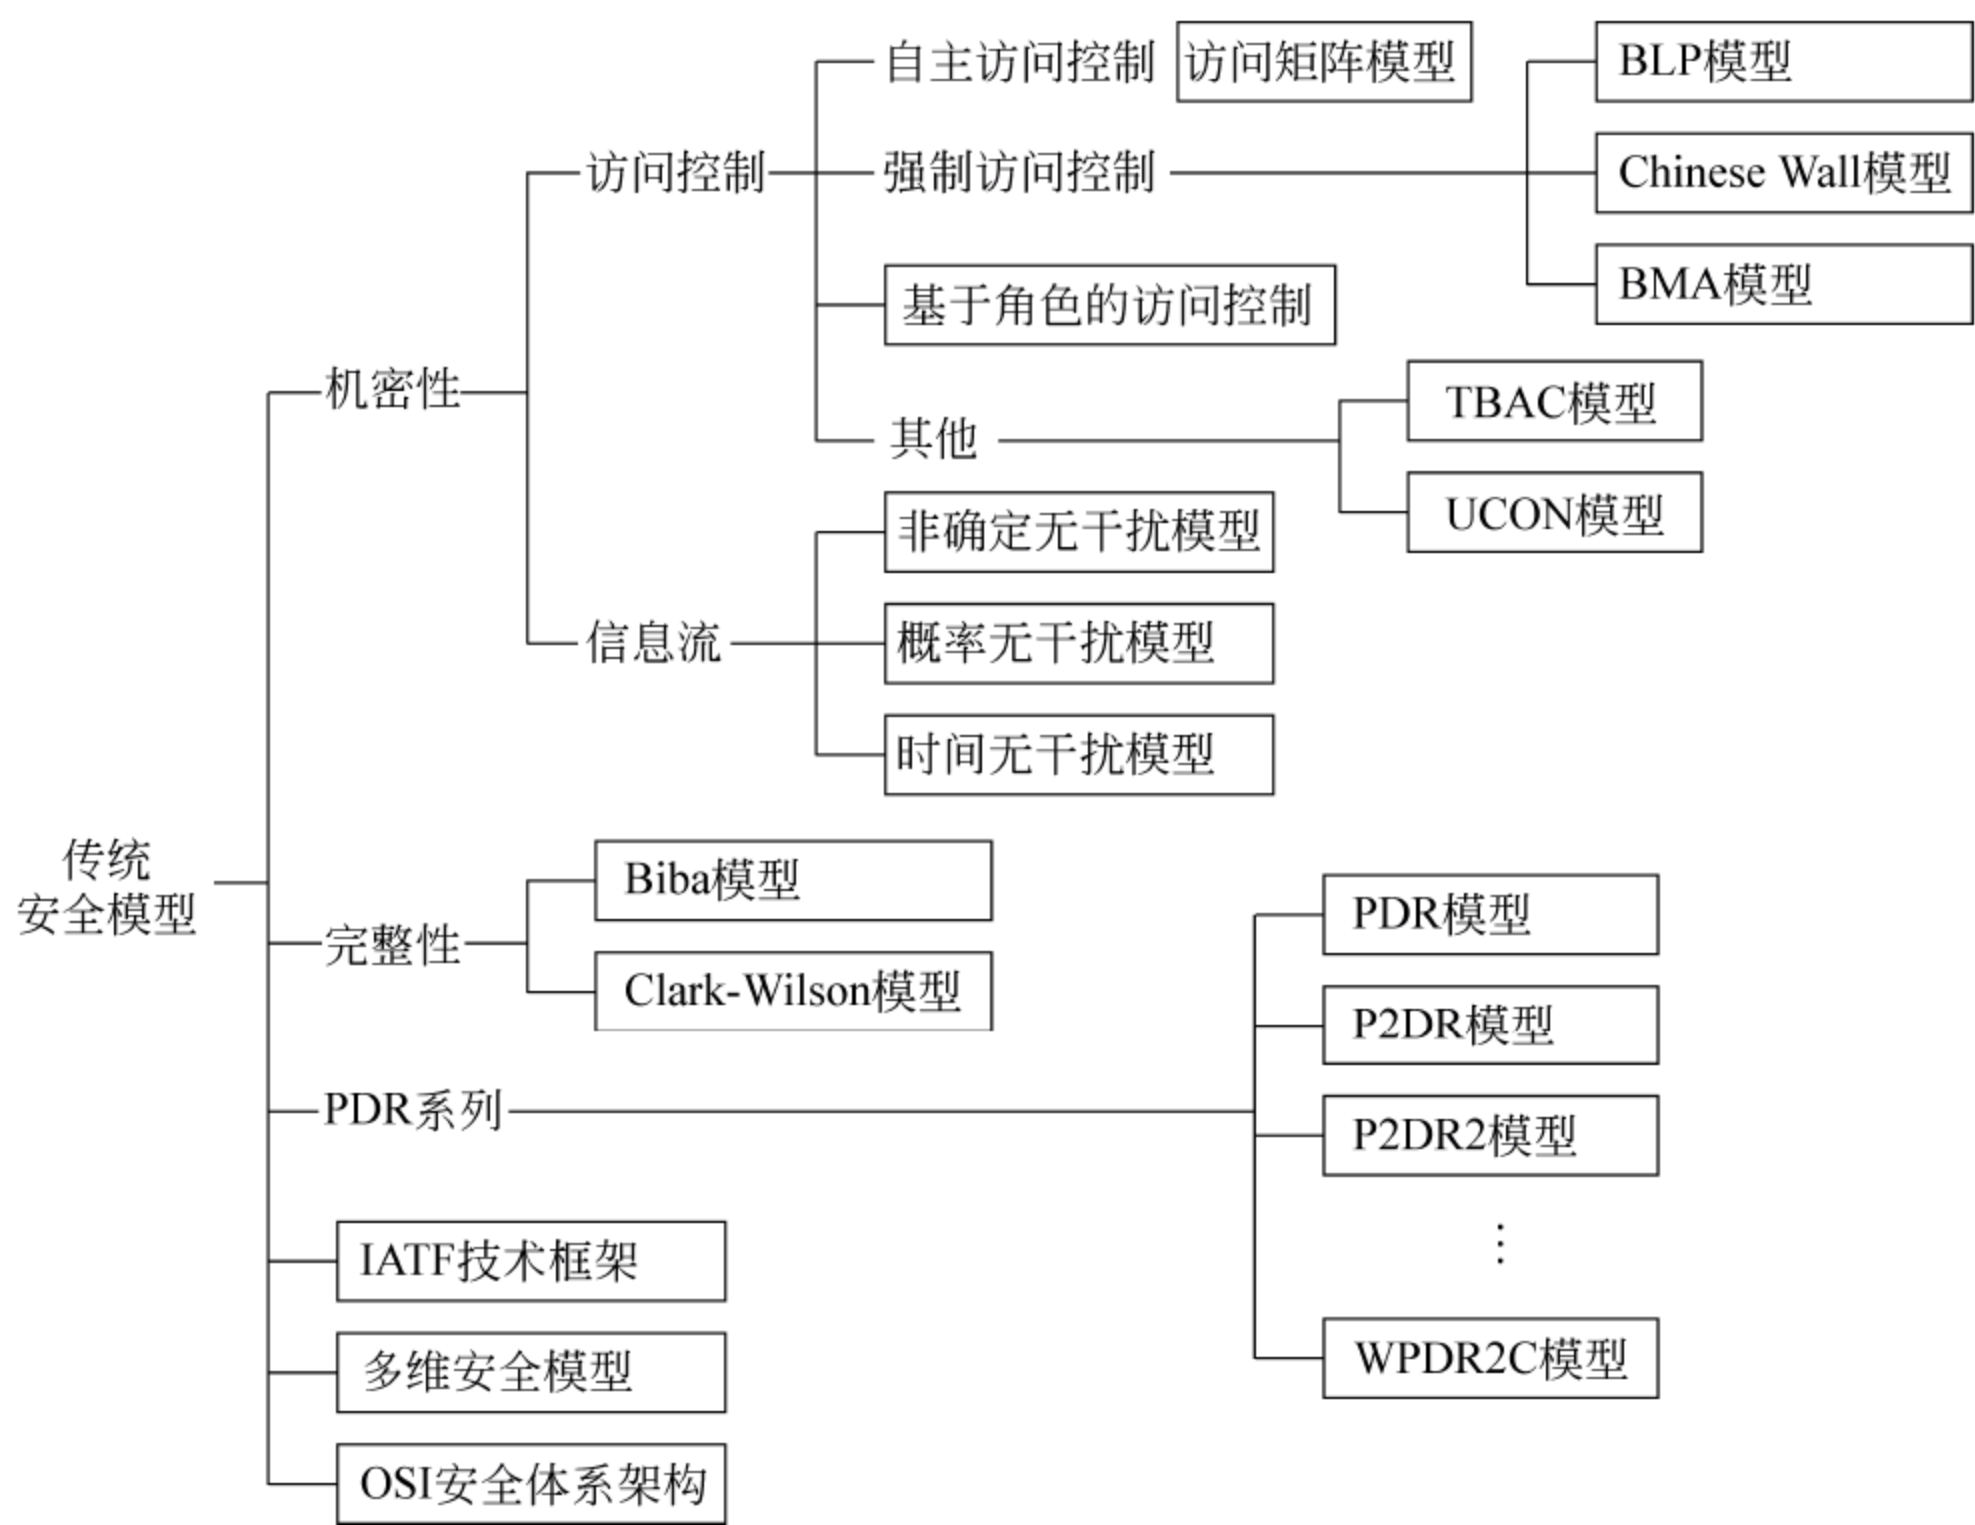 自主访问控制
访问矩阵模型
BLP模型
访问控制
强制访问控制
Chinese Wall模型
BMA模型
基于角色的访问控制
机密性
其他
TBAC模型
UCON模型
非确定无干扰模型
信息流
概率无干扰模型
时间无干扰模型
传统
安全模型
完整性
Biba模型
Clark-Wilson模型
PDR系列
PDR模型
P2DR模型
P2DR2模型
⋮
WPDR2C模型
IATF技术框架
多维安全模型
OSI安全体系架构